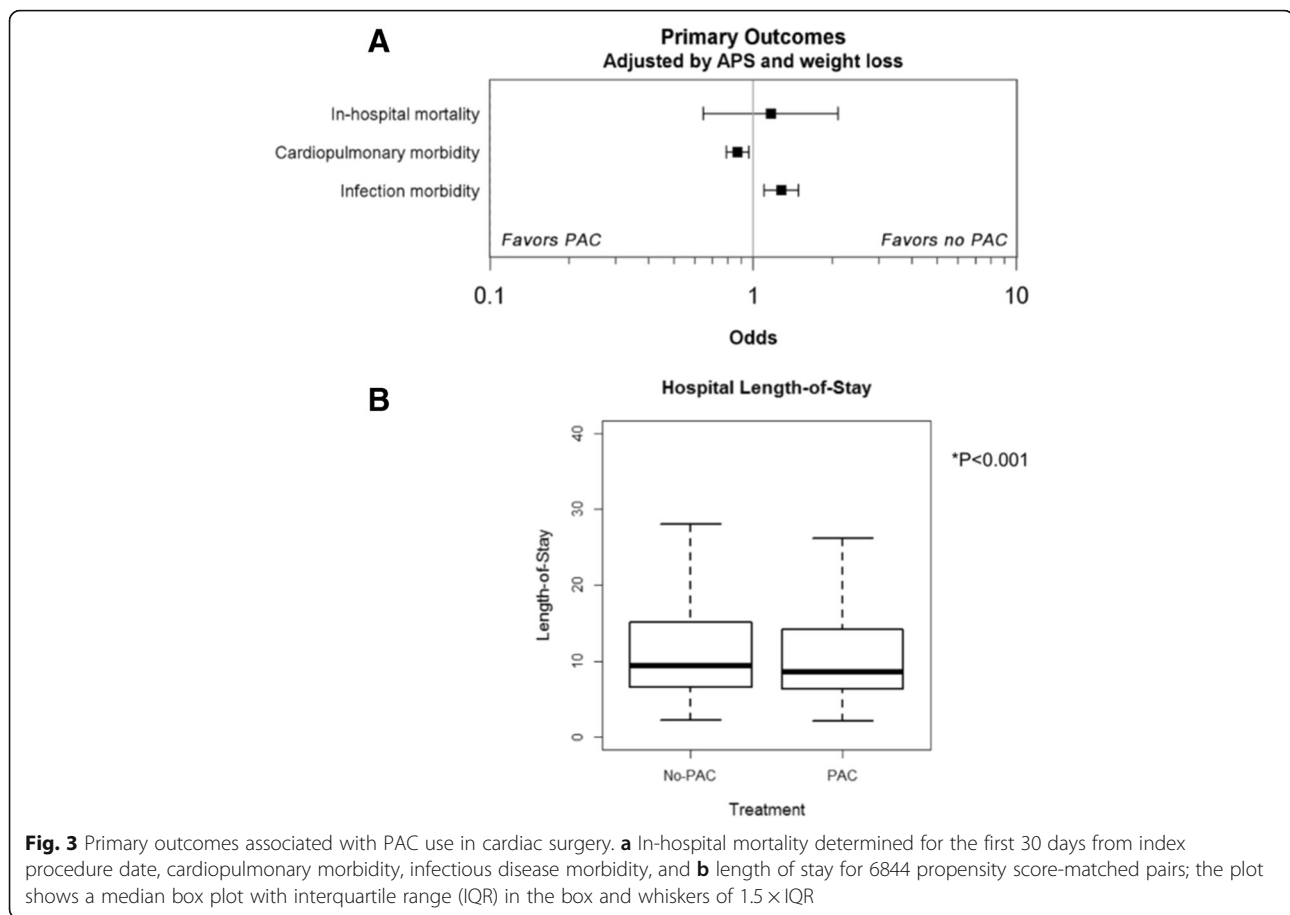 A
Primary Outcomes
Adjusted by APS and weight loss
In-hospital mortality
Cardiopulmonary morbidity
Infection morbidity
Favors PAC
Favors no PAC
0.1
1
10
Odds
B
Hospital Length-of-Stay
*P<0.001
Length-of-Stay
40
30
20
10
0
No-PAC
PAC
Treatment
Fig. 3 Primary outcomes associated with PAC use in cardiac surgery. a In-hospital mortality determined for the first 30 days from index
procedure date, cardiopulmonary morbidity, infectious disease morbidity, and b length of stay for 6844 propensity score-matched pairs; the plot
shows a median box plot with interquartile range (IQR) in the box and whiskers of 1.5 × IQR